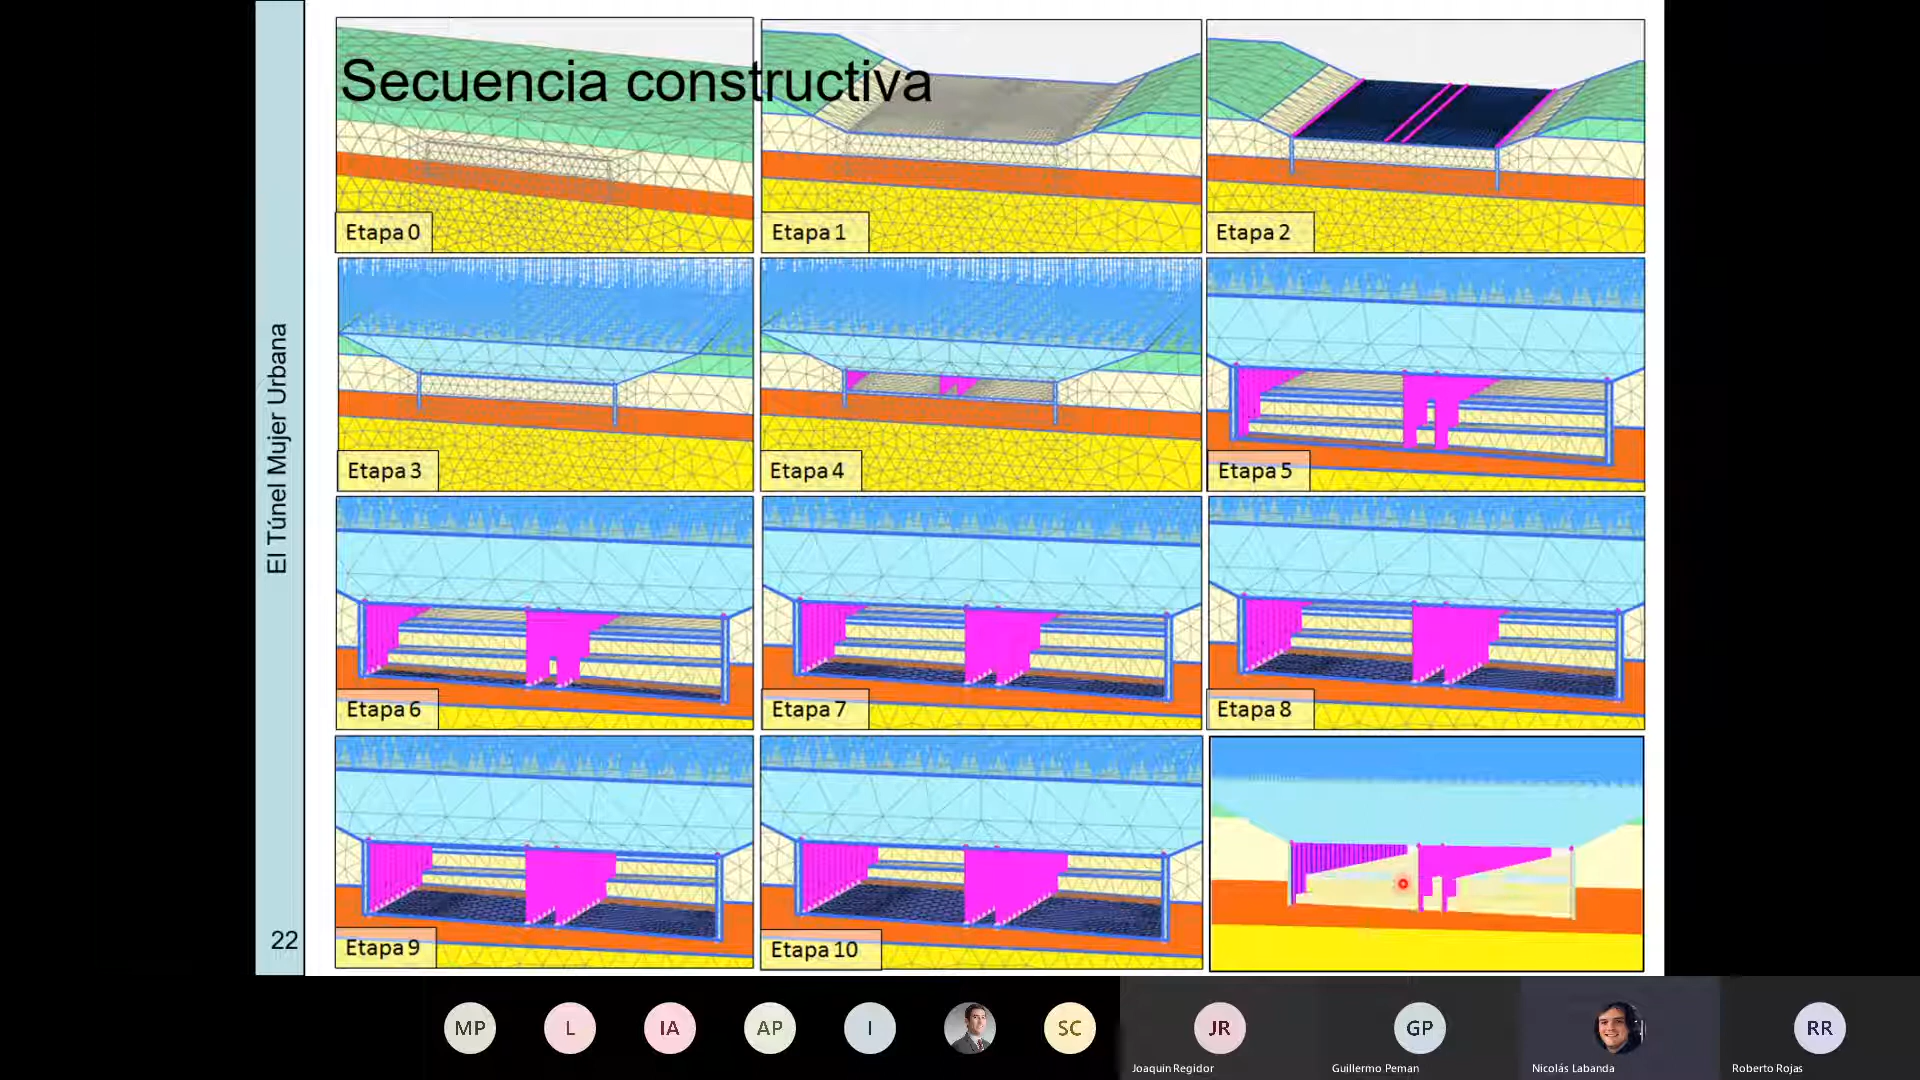 Secuencia constructiva
El Túnel Mujer Urbana
22
Etapa 0
Etapa 1
Etapa 2
Etapa 3
Etapa 4
Etapa 5
Etapa 6
Etapa 7
Etapa 8
Etapa 9
Etapa 10
MP
L
IA
AP
I
SC
JR
GP
RR
Joaquin Regidor
Guillermo Peman
Nicolás Labanda
Roberto Rojas